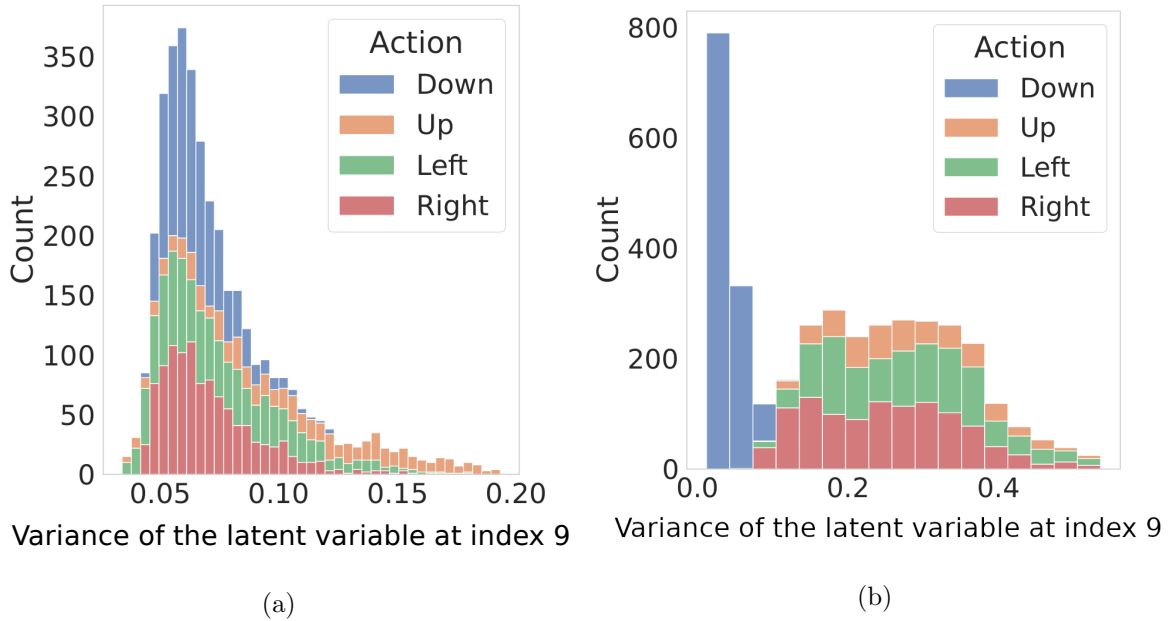 Action
Down
Up
Left
Right
Count
350
300
250
200
150
100
50
0
0.05 0.10 0.15 0.20
Variance of the latent variable at index 9
(a)
Action
Down
Up
Left
Right
Count
800
600
400
200
0
0.0 0.2 0.4
Variance of the latent variable at index 9
(b)